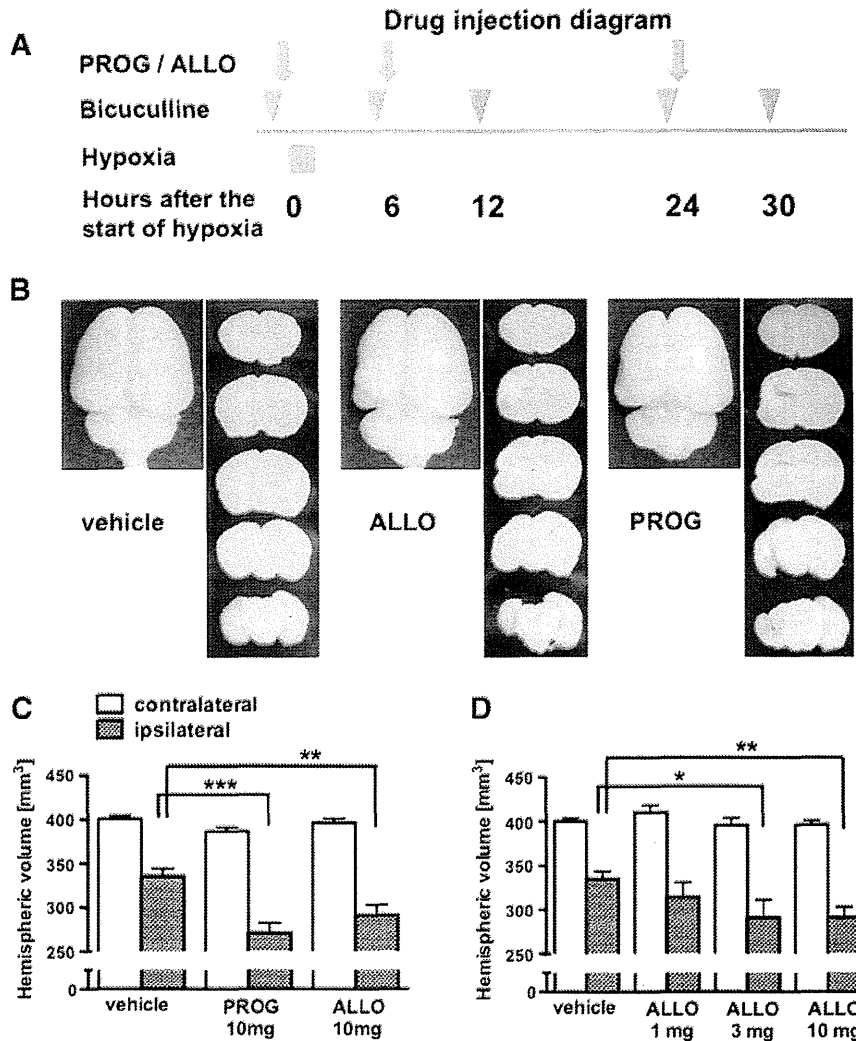 A
Drug injection diagram
PROG / ALLO
Bicuculline
Hypoxia
Hours after the
start of hypoxia
0 6 12 24 30
B
vehicle
ALLO
PROG
C
contralateral
ipsilateral
Hemispheric volume [mm³]
450
400
350
300
250
0
***
**
vehicle
PROG
10mg
ALLO
10mg
D
Hemispheric volume [mm³]
450
400
350
300
250
0
*
**
vehicle
ALLO
1 mg
ALLO
3 mg
ALLO
10 mg